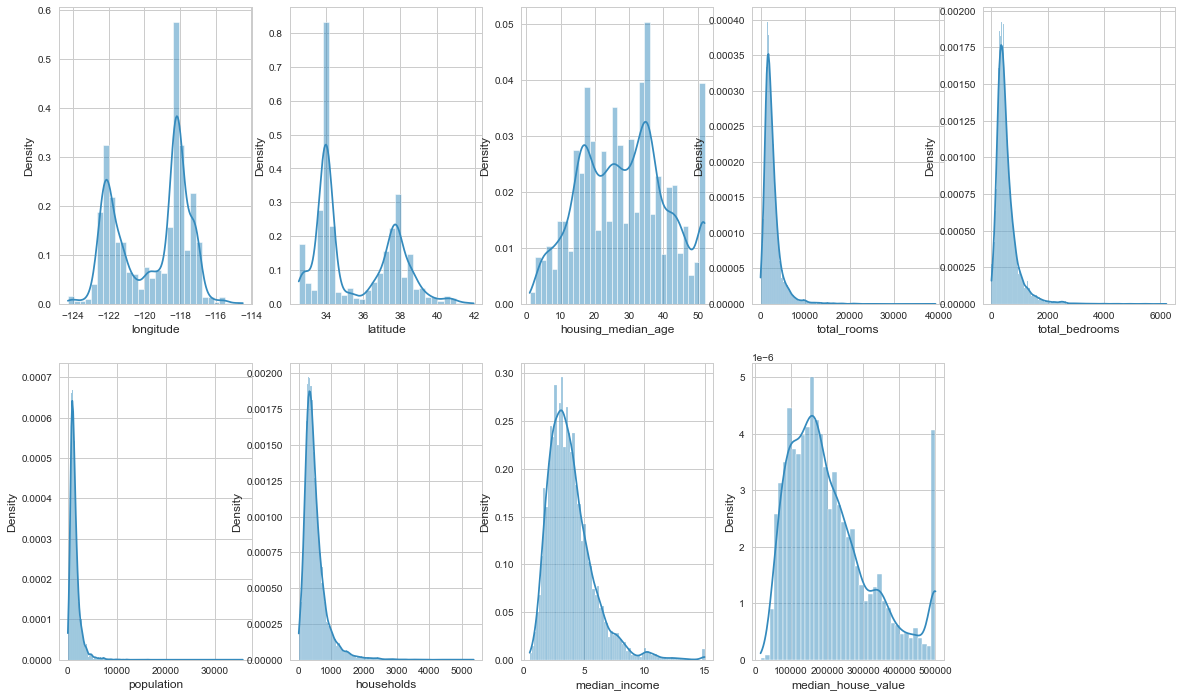 0.6
0.5
0.4
0.3
0.2
0.1
0.0
Density
−124 −122 −120 −118 −116 −114
longitude
0.8
0.7
0.6
0.5
0.4
0.3
0.2
0.1
0.0
Density
34 36 38 40 42
latitude
0.05
0.04
0.03
0.02
0.01
0.00
Density
0 10 20 30 40 50
housing_median_age
0.00040
0.00035
0.00030
0.00025
0.00020
0.00015
0.00010
0.00005
0.00000
Density
0 10000 20000 30000 40000
total_rooms
0.00200
0.00175
0.00150
0.00125
0.00100
0.00075
0.00050
0.00025
0.00000
Density
0 2000 4000 6000
total_bedrooms
0.0007
0.0006
0.0005
0.0004
0.0003
0.0002
0.0001
0.0000
Density
0 10000 20000 30000
population
0.00200
0.00175
0.00150
0.00125
0.00100
0.00075
0.00050
0.00025
0.00000
Density
0 1000 2000 3000 4000 5000
households
0.30
0.25
0.20
0.15
0.10
0.05
0.00
Density
0 5 10 15
median_income
1e−6
5
4
3
2
1
0
Density
100000 200000 300000 400000 500000
median_house_value